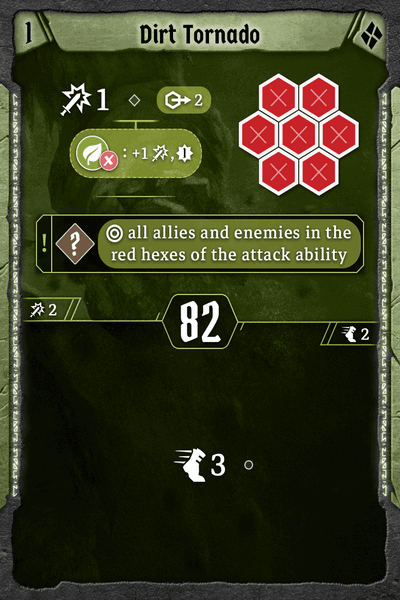 1 Dirt Tornado
1 2
: +1 ,
! ? all allies and enemies in the
red hexes of the attack ability
2
82
2
3